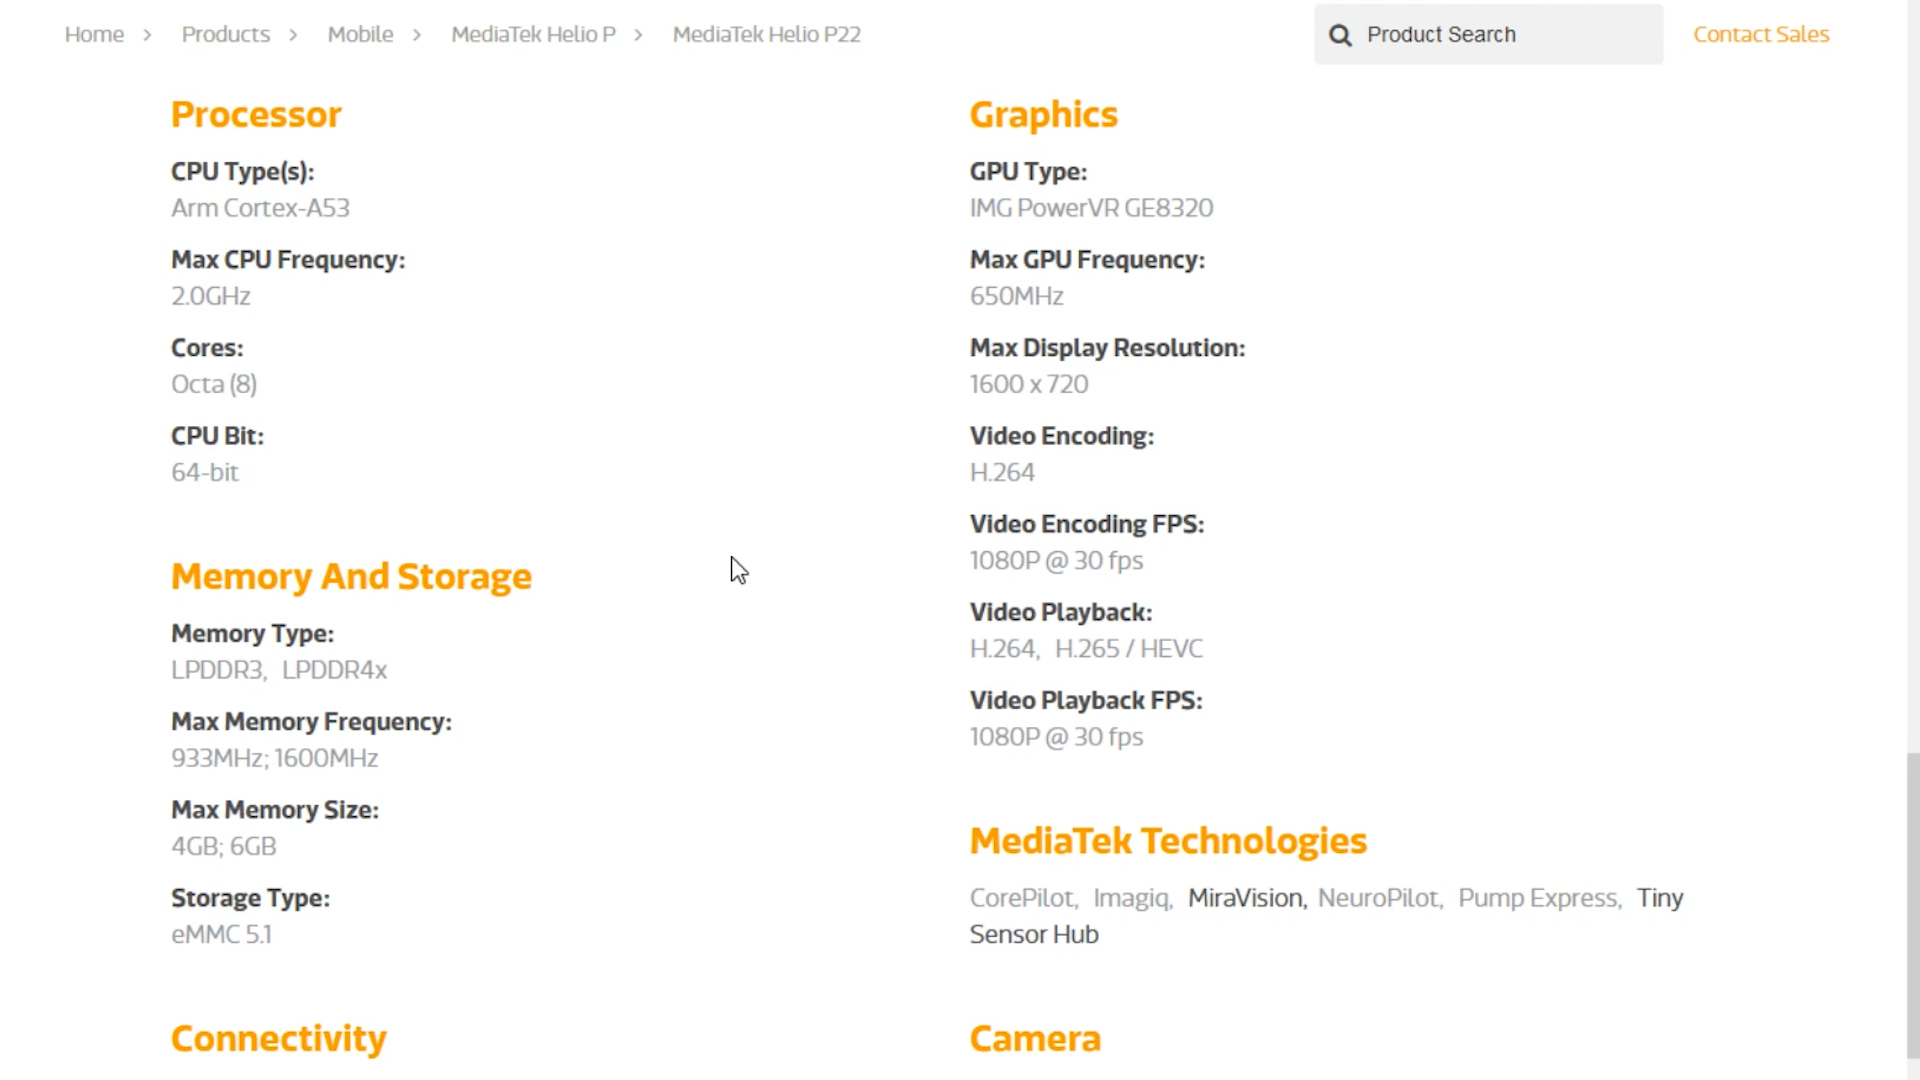 Home > Products > Mobile > MediaTek Helio P > MediaTek Helio P22
Product Search
Contact Sales
Processor
CPU Type(s):
Arm Cortex-A53
Max CPU Frequency:
2.0GHz
Cores:
Octa (8)
CPU Bit:
64-bit
Memory And Storage
Memory Type:
LPDDR3, LPDDR4x
Max Memory Frequency:
933MHz; 1600MHz
Max Memory Size:
4GB; 6GB
Storage Type:
eMMC 5.1
Connectivity
Graphics
GPU Type:
IMG PowerVR GE8320
Max GPU Frequency:
650MHz
Max Display Resolution:
1600 x 720
Video Encoding:
H.264
Video Encoding FPS:
1080P @ 30 fps
Video Playback:
H.264, H.265 / HEVC
Video Playback FPS:
1080P @ 30 fps
MediaTek Technologies
CorePilot, Imagiq, MiraVision, NeuroPilot, Pump Express, Tiny
Sensor Hub
Camera